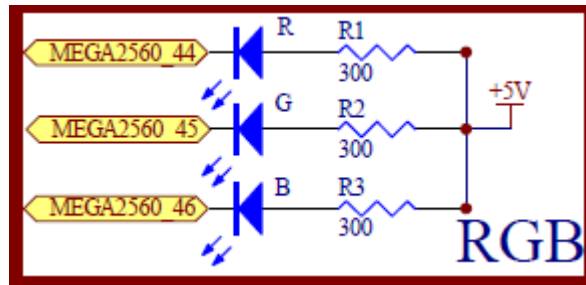 MEGA2560_44 R R1 300
+5V
MEGA2560_45 G R2 300
MEGA2560_46 B R3 300
RGB